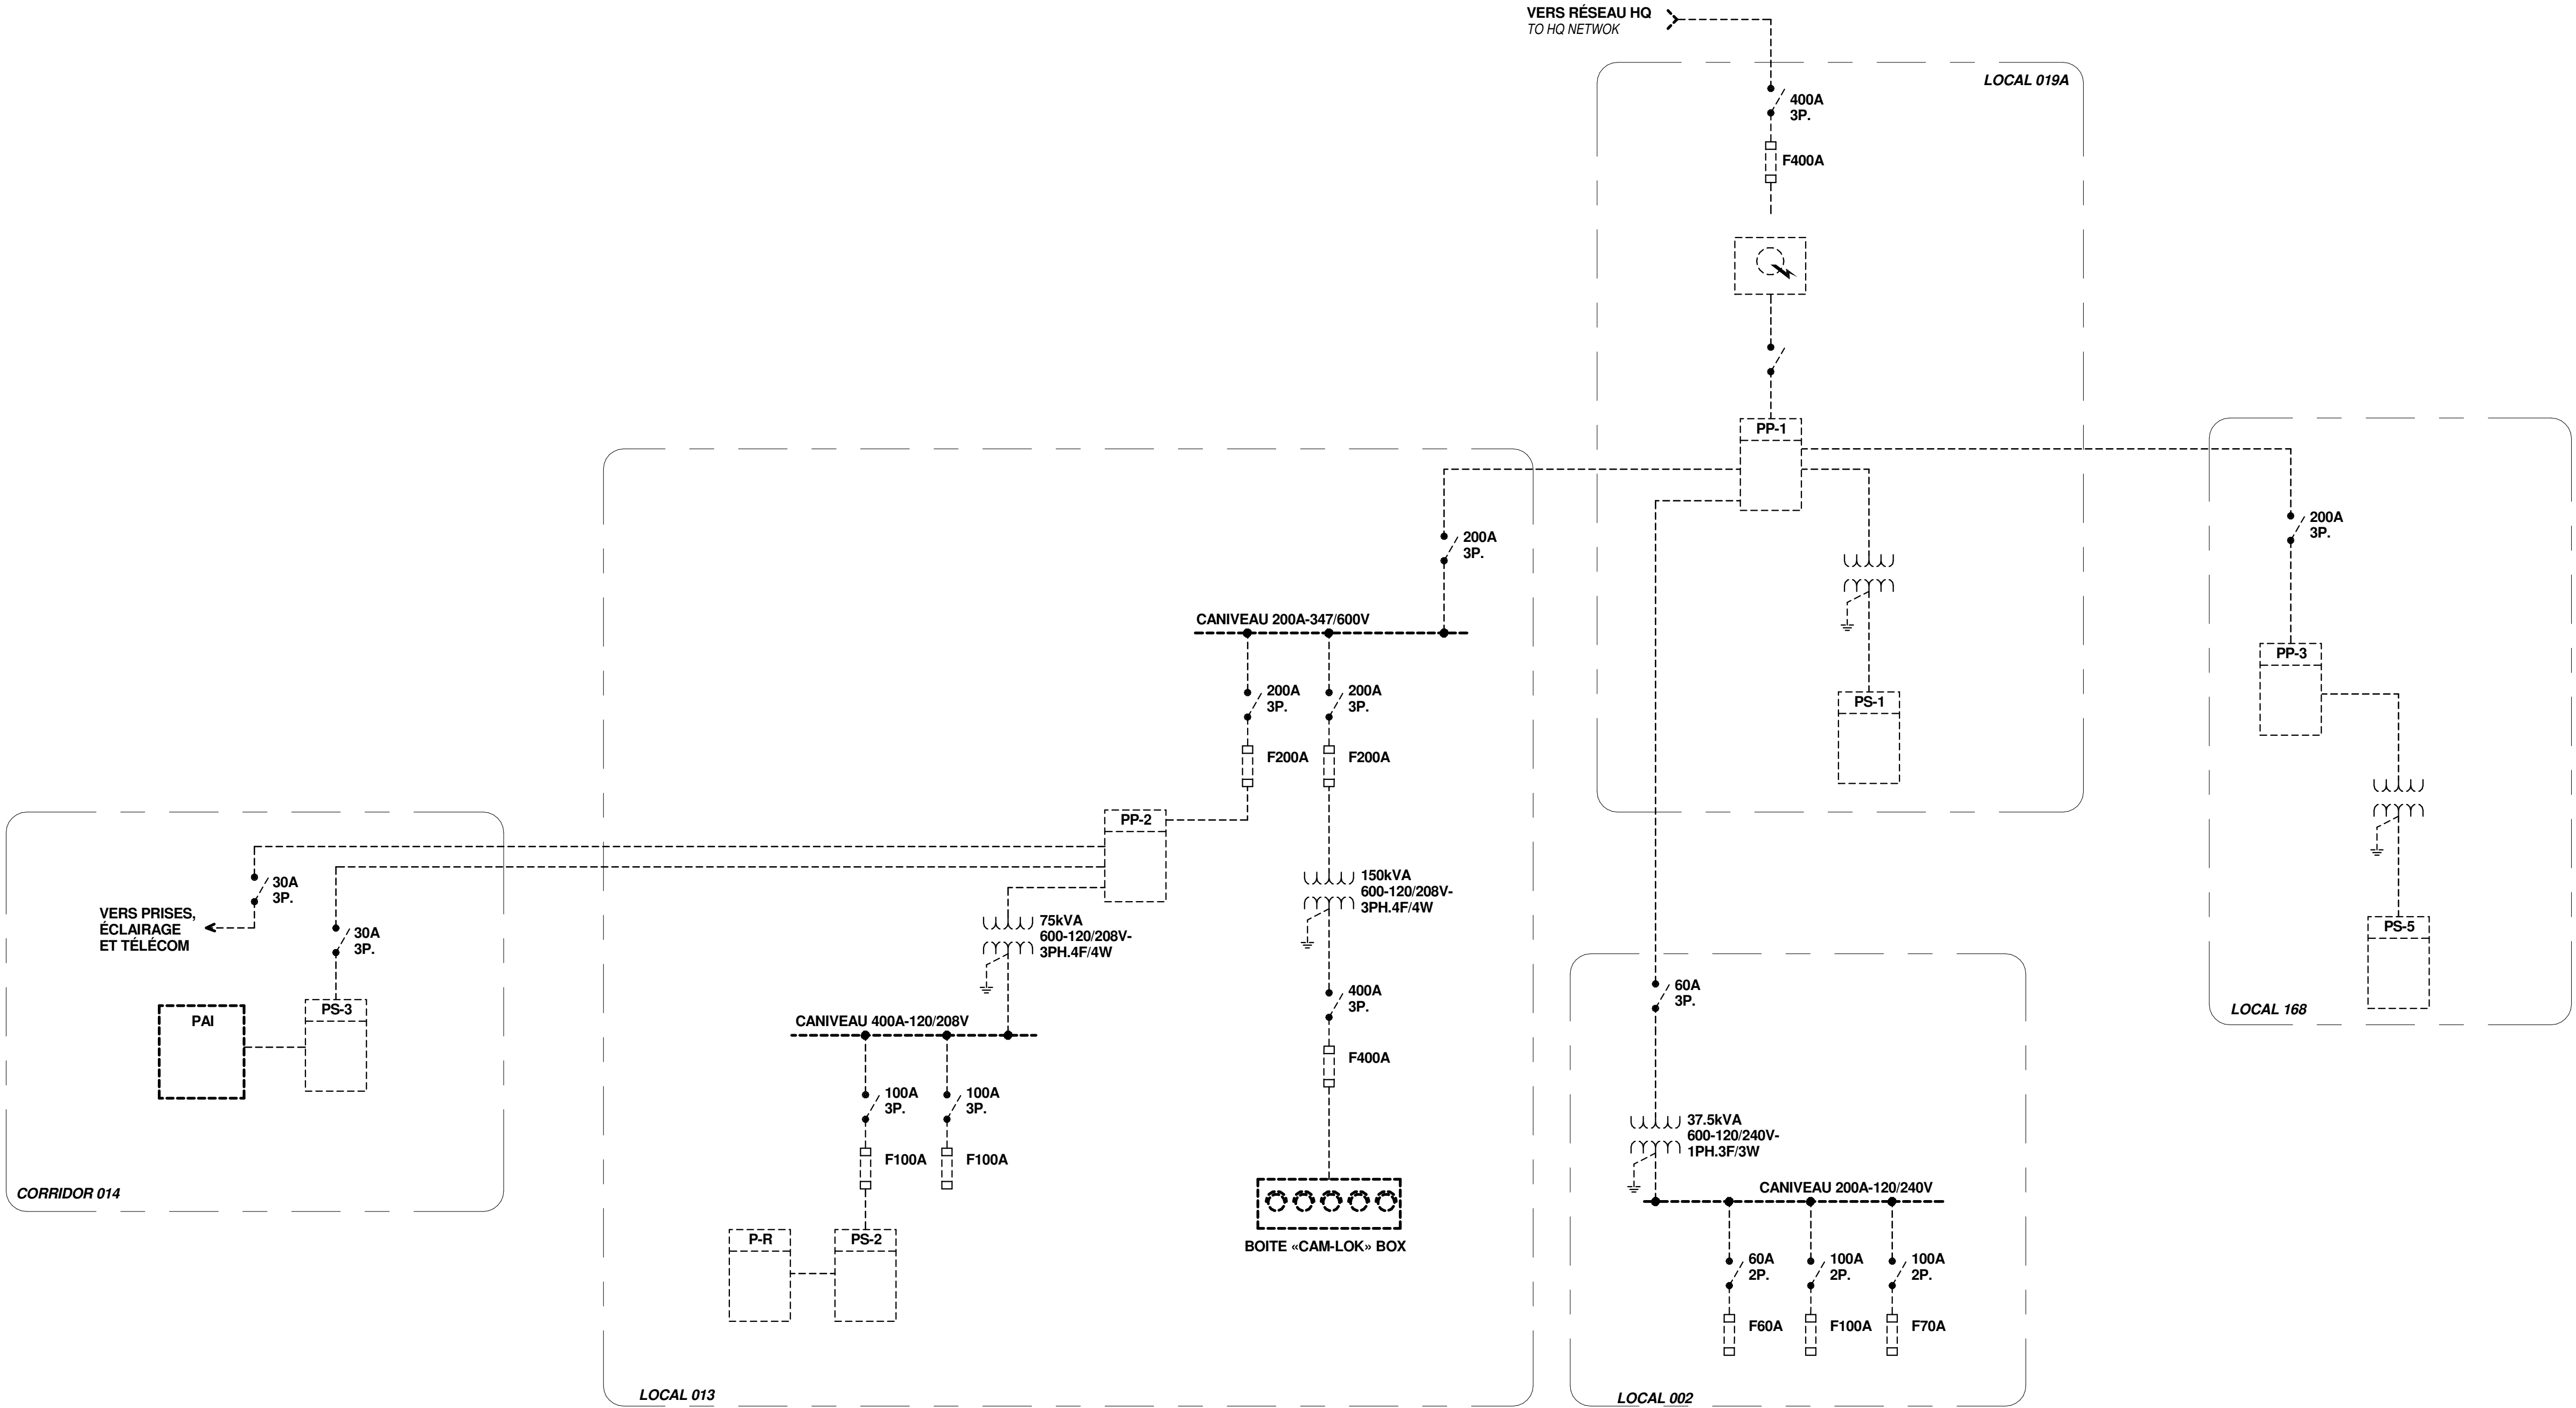 VERS RÉSEAU HQ
TO HQ NETWOK
LOCAL 019A
400A
3P.
F400A
PP-1
PS-1
200A
3P.
PP-3
PS-5
LOCAL 168
200A
3P.
CANIVEAU 200A-347/600V
200A
3P.
F200A
200A
3P.
F200A
PP-2
150kVA
600-120/208V-
3PH.4F/4W
400A
3P.
F400A
BOITE «CAM-LOK» BOX
75kVA
600-120/208V-
3PH.4F/4W
CANIVEAU 400A-120/208V
100A
3P.
F100A
100A
3P.
F100A
P-R
PS-2
LOCAL 013
30A
3P.
VERS PRISES,
ÉCLAIRAGE
ET TÉLÉCOM
30A
3P.
PAI
PS-3
CORRIDOR 014
60A
3P.
37.5kVA
600-120/240V-
1PH.3F/3W
CANIVEAU 200A-120/240V
60A
2P.
F60A
100A
2P.
F100A
100A
2P.
F70A
LOCAL 002